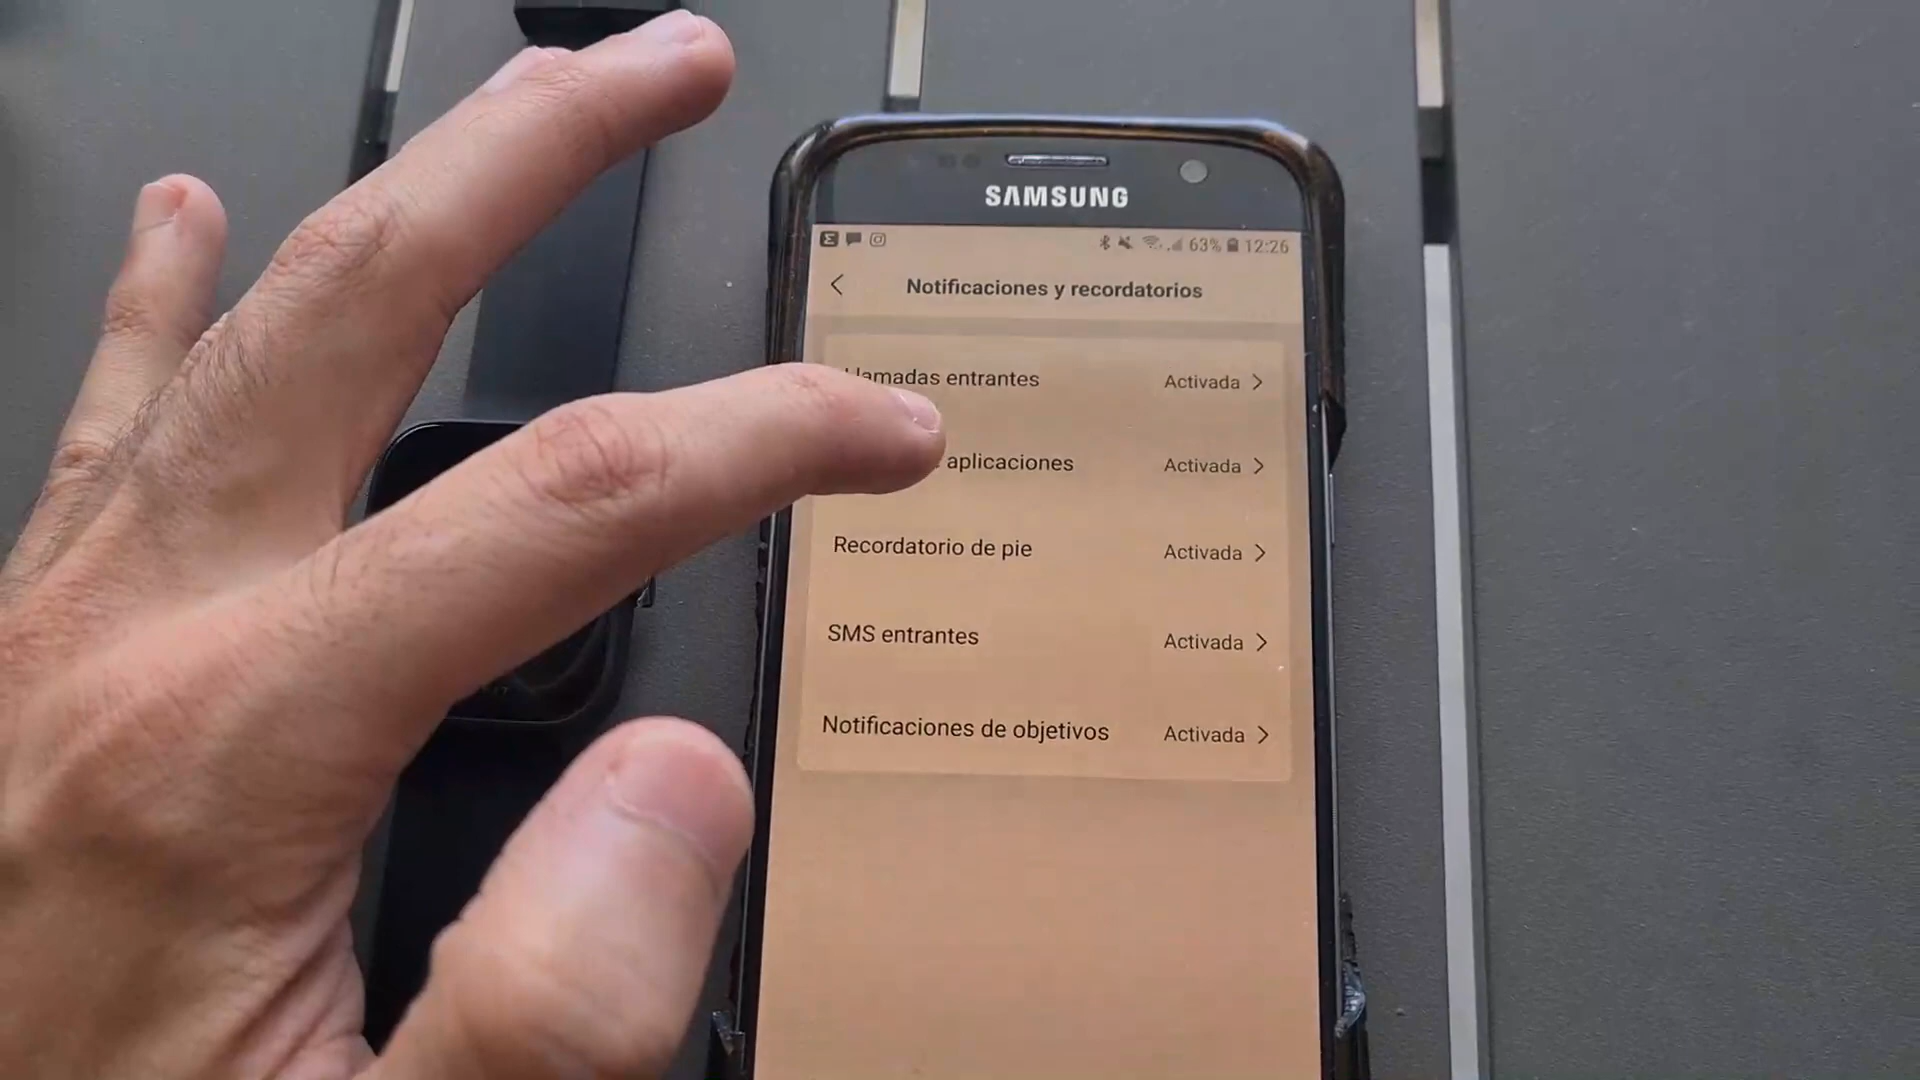 SAMSUNG
63% 12:26
Notificaciones y recordatorios
Llamadas entrantes Activada
aplicaciones Activada
Recordatorio de pie Activada
SMS entrantes Activada
Notificaciones de objetivos Activada